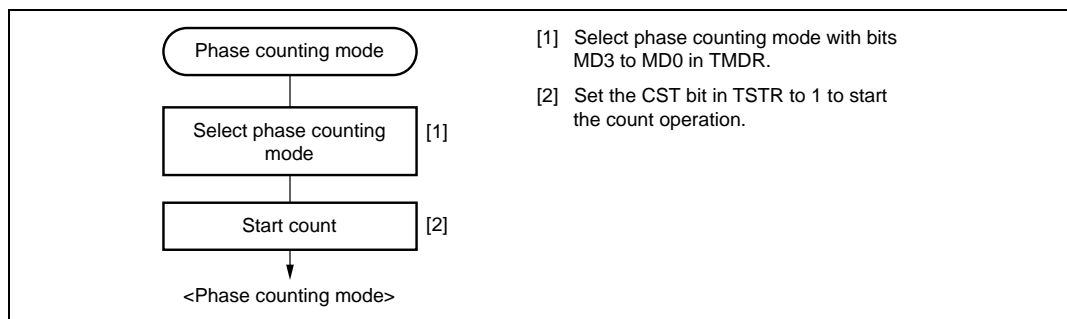 Phase counting mode
Select phase counting
mode
[1]
Start count
[2]
<Phase counting mode>
[1] Select phase counting mode with bits
MD3 to MD0 in TMDR.
[2] Set the CST bit in TSTR to 1 to start
the count operation.